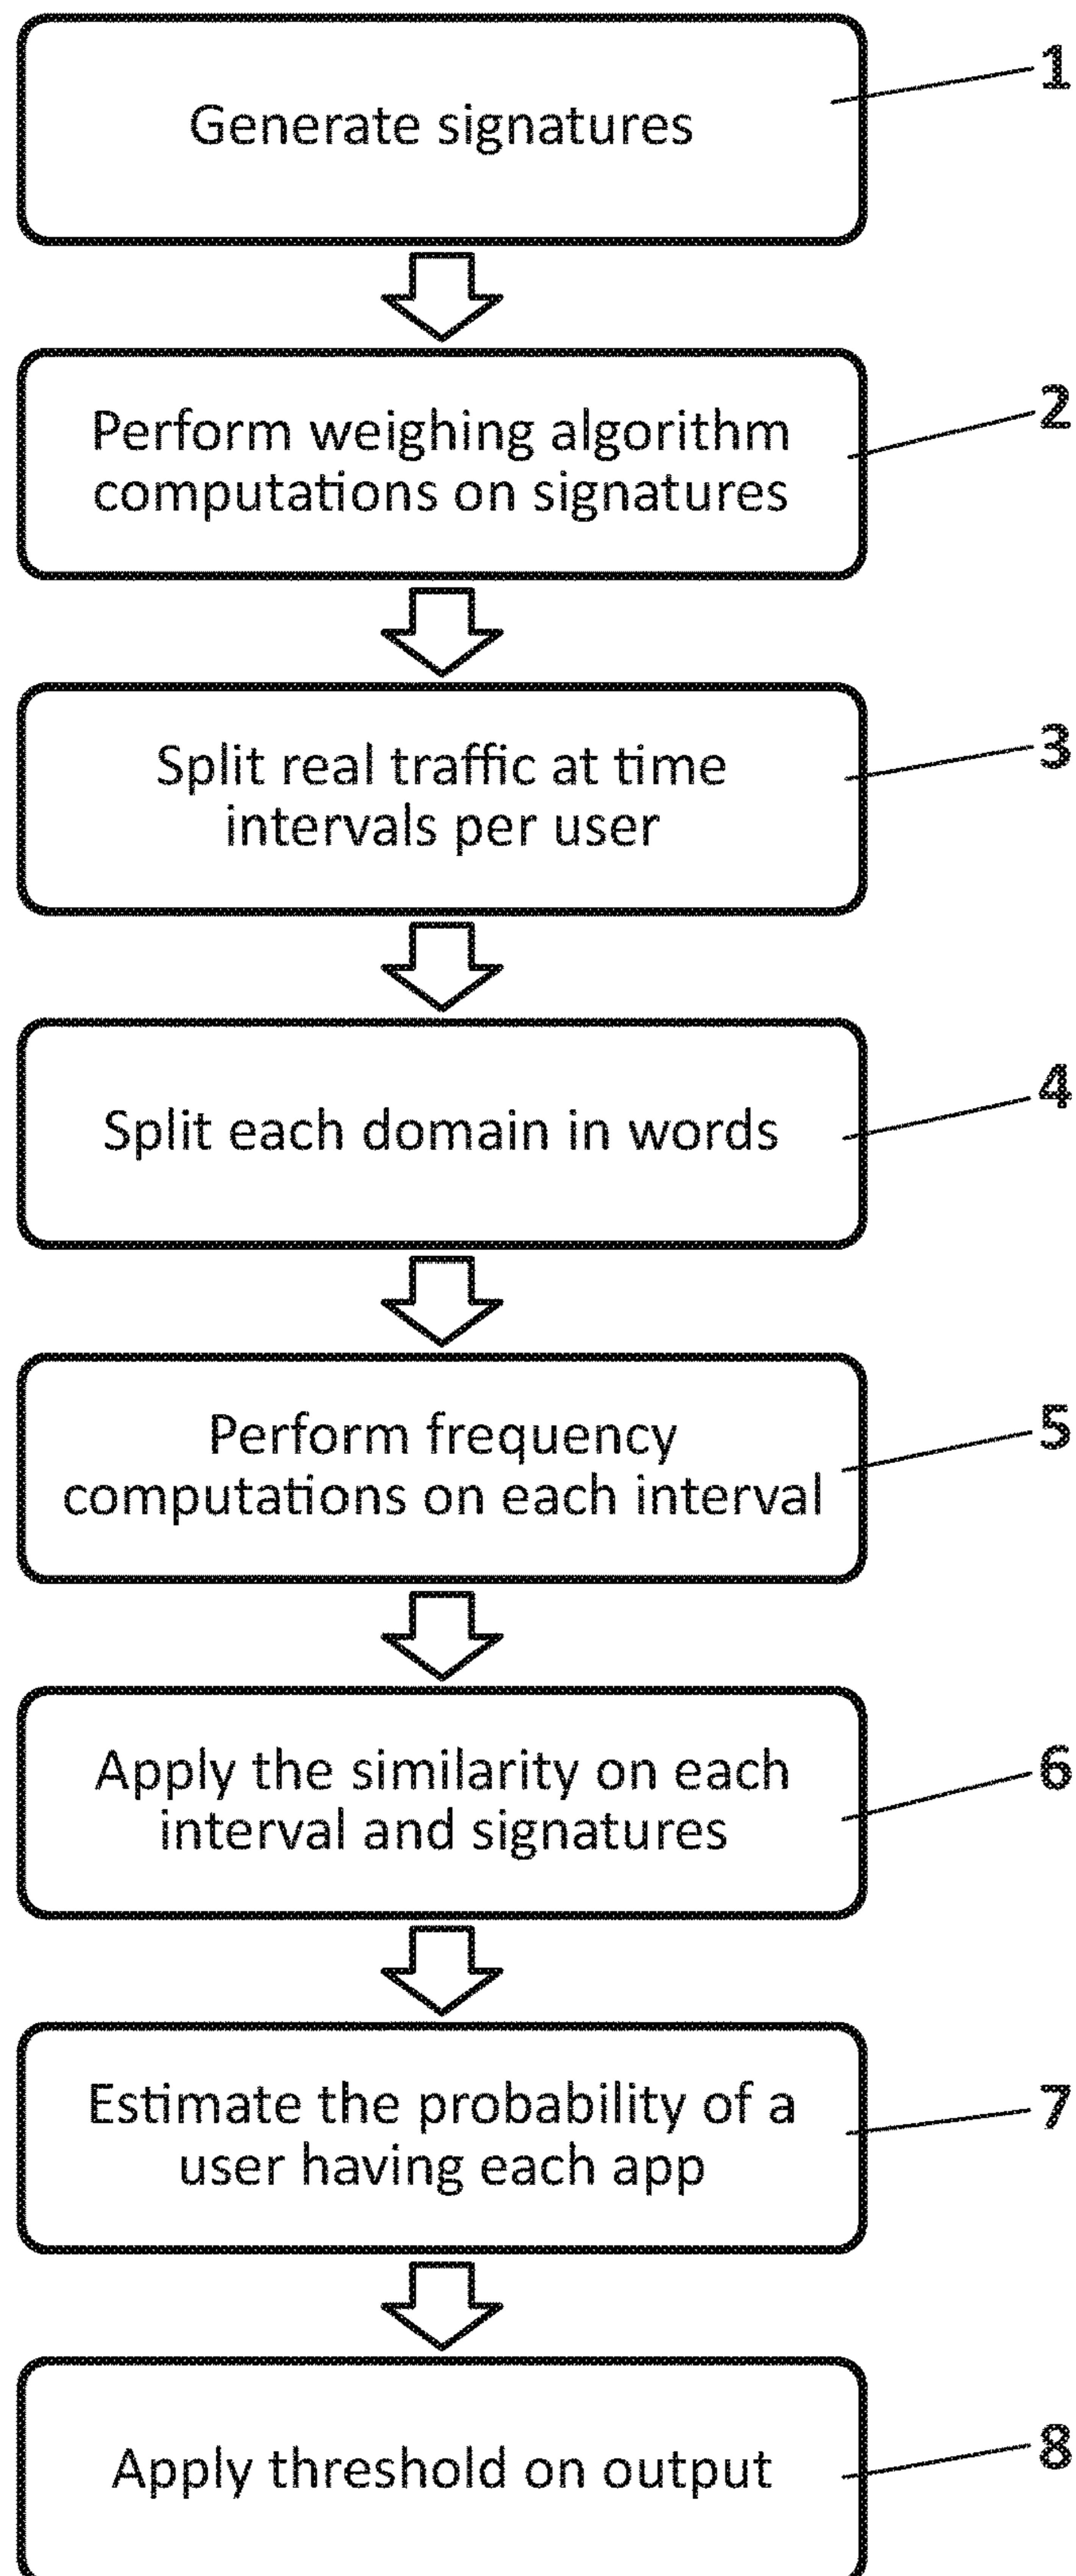 Generate signatures
1
Perform weighing algorithm
computations on signatures
2
Split real traffic at time
intervals per user
3
Split each domain in words
4
Perform frequency
computations on each interval
5
Apply the similarity on each
interval and signatures
6
Estimate the probability of a
user having each app
7
Apply threshold on output
8